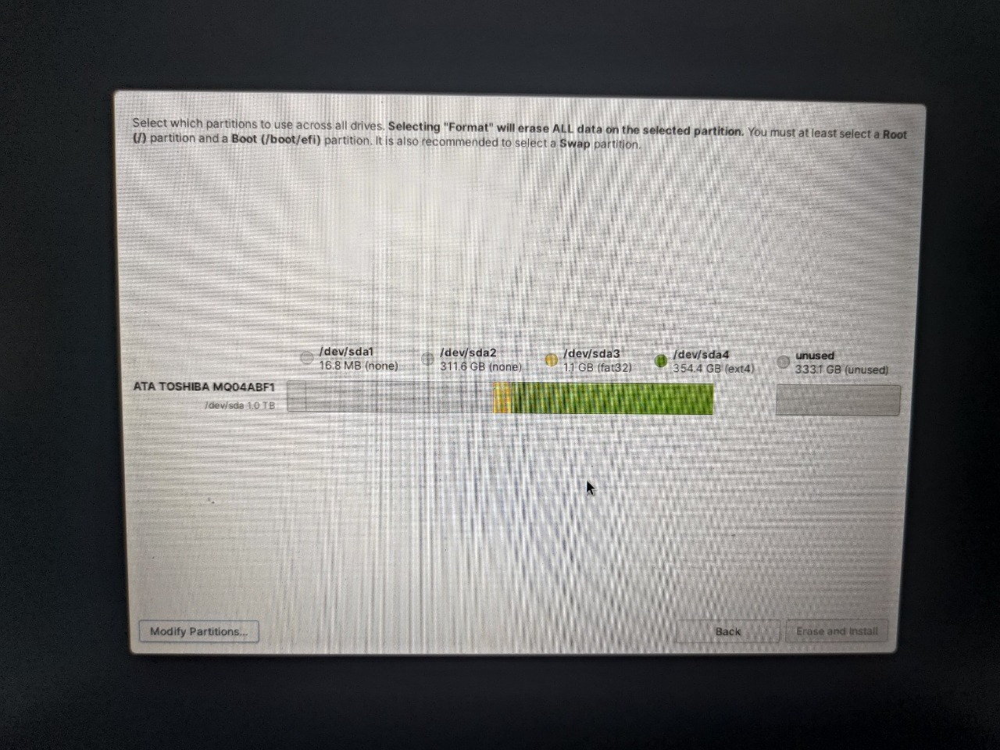 Select which partitions to use across all drives. Selecting "Format" will erase ALL data on the selected partition. You must at least select a Root
(/) partition and a Boot (/boot/efi) partition. It is also recommended to select a Swap partition.
/dev/sda1
16.8 MB (none)
/dev/sda2
311.6 GB (none)
/dev/sda3
1.1 GB (fat32)
/dev/sda4
354.4 GB (ext4)
unused
333.1 GB (unused)
ATA TOSHIBA MQ04ABF1
/dev/sda 1.0 TB
Modify Partitions...
Back
Erase and Install